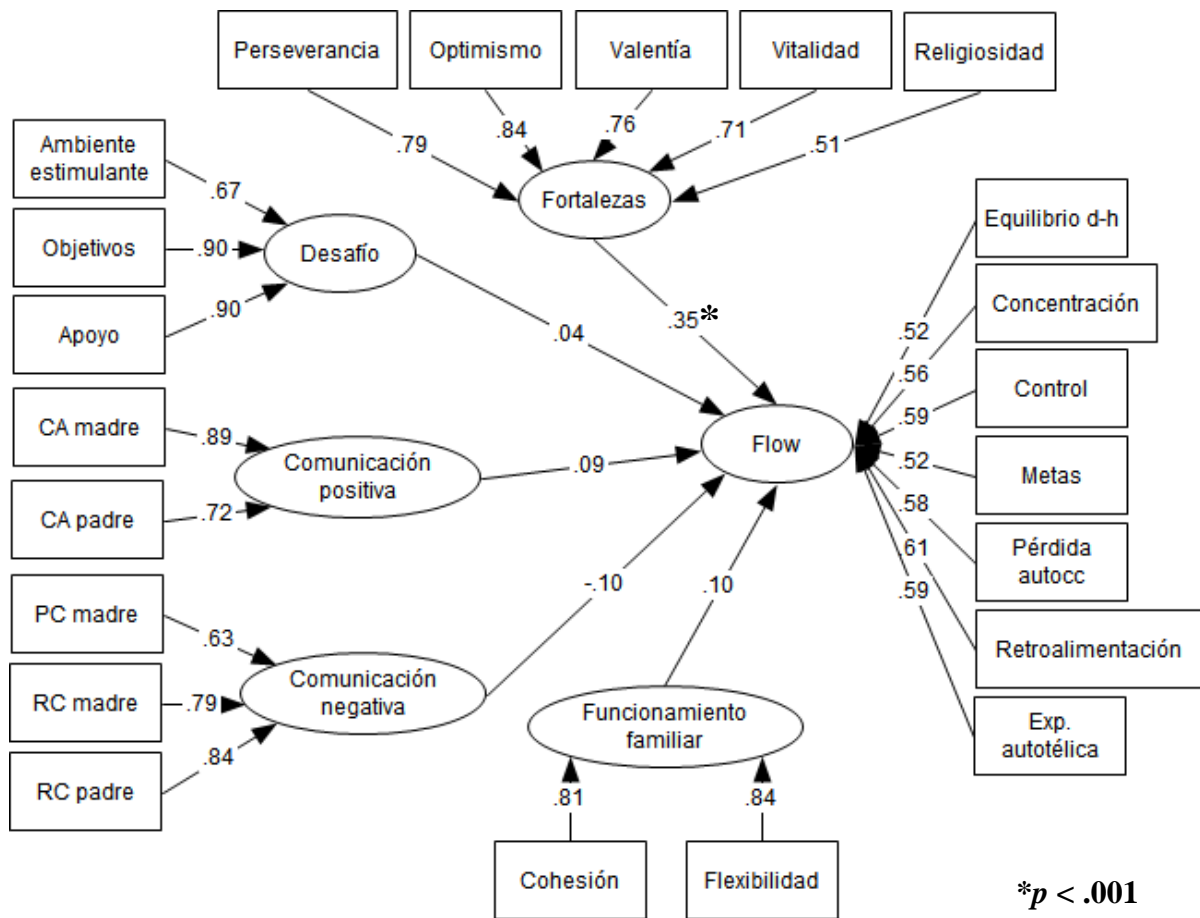 Perseverancia
Optimismo
Valentía
Vitalidad
Religiosidad
.79
.84
.76
.71
.51
Fortalezas
.35*
Ambiente
estimulante
Objetivos
Apoyo
.67
.90
.90
Desafío
.04
CA madre
CA padre
.89
.72
Comunicación
positiva
.09
PC madre
RC madre
RC padre
.63
.79
.84
Comunicación
negativa
-.10
Flow
Funcionamiento
familiar
.10
.81
.84
Cohesión
Flexibilidad
Equilibrio d-h
Concentración
Control
Metas
Pérdida
autocc
Retroalimentación
Exp.
autotélica
.52
.56
.59
.52
.58
.61
.59
*p < .001